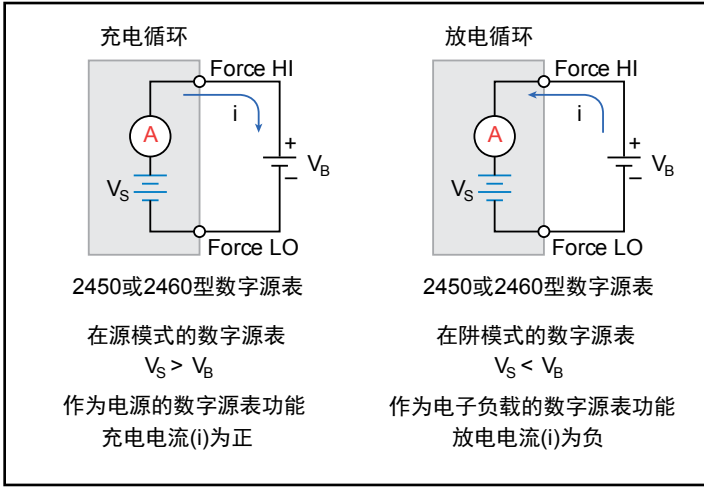 充电循环
Force HI
i
A
+
V_B
–
V_S
Force LO
2450或2460型数字源表
在源模式的数字源表
V_S > V_B
作为电源的数字源表功能
充电电流(i)为正
放电循环
Force HI
i
A
+
V_B
–
V_S
Force LO
2450或2460型数字源表
在阱模式的数字源表
V_S < V_B
作为电子负载的数字源表功能
放电电流(i)为负